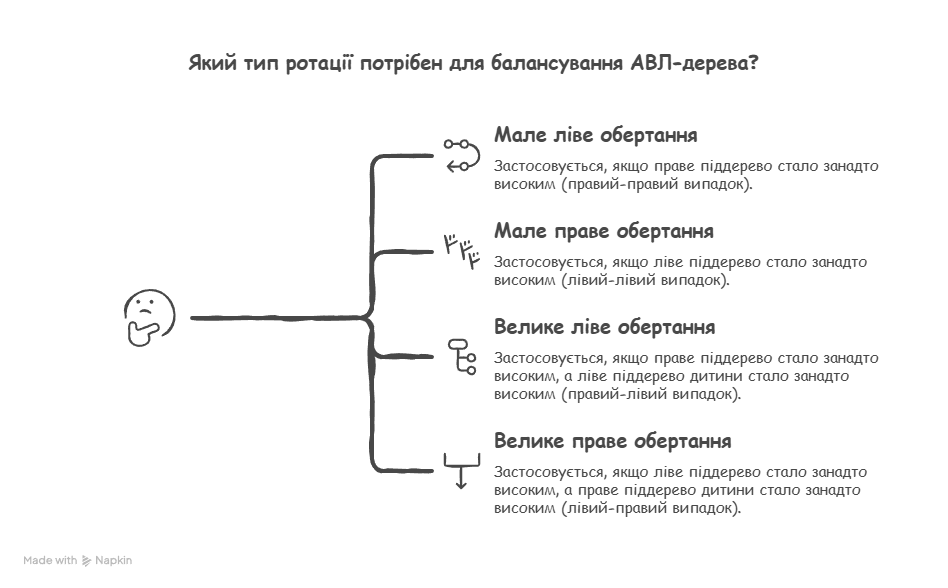 Який тип ротації потрібен для балансування АВЛ-дерева?
Мале ліве обертання
Застосовується, якщо праве піддерево стало занадто
високим (правий-правий випадок).
Мале праве обертання
Застосовується, якщо ліве піддерево стало занадто
високим (лівий-лівий випадок).
Велике ліве обертання
Застосовується, якщо праве піддерево стало занадто
високим, а ліве піддерево дитини стало занадто
високим (правий-лівий випадок).
Велике праве обертання
Застосовується, якщо ліве піддерево стало занадто
високим, а праве піддерево дитини стало занадто
високим (лівий-правий випадок).
Made with Napkin